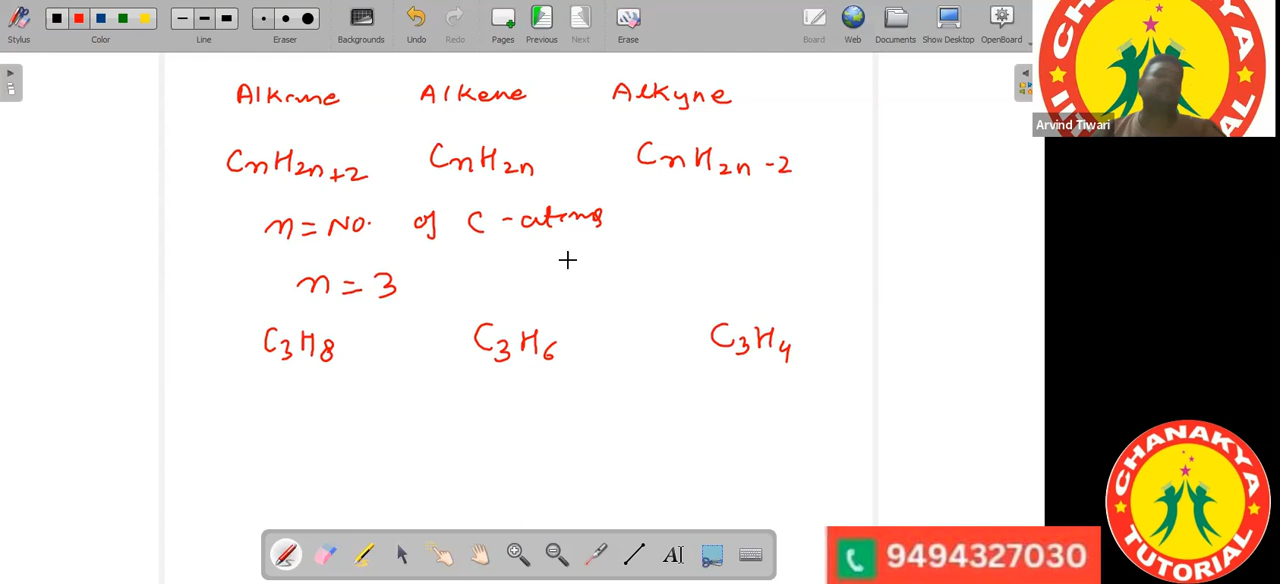 Stylus Color Line Eraser Backgrounds Undo Redo Pages Previous Next Erase Board Web Documents Show Desktop OpenBoard
CHANAKYA
Arvind Tiwari
Alkane Alkene Alkyne
CnH2n+2 CnH2n CnH2n-2
n = No. of C-atoms
n = 3
C3H8 C3H6 C3H4
CHANAKYA
TUTORIAL
9494327030